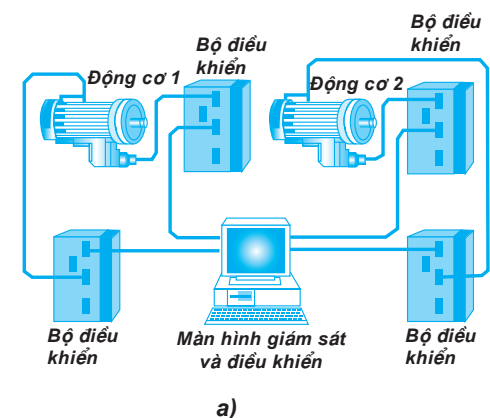 Bộ điều
khiển
Động cơ 1
Bộ điều
khiển
Động cơ 2
Bộ điều
khiển
Màn hình giám sát
và điều khiển
Bộ điều
khiển
a)